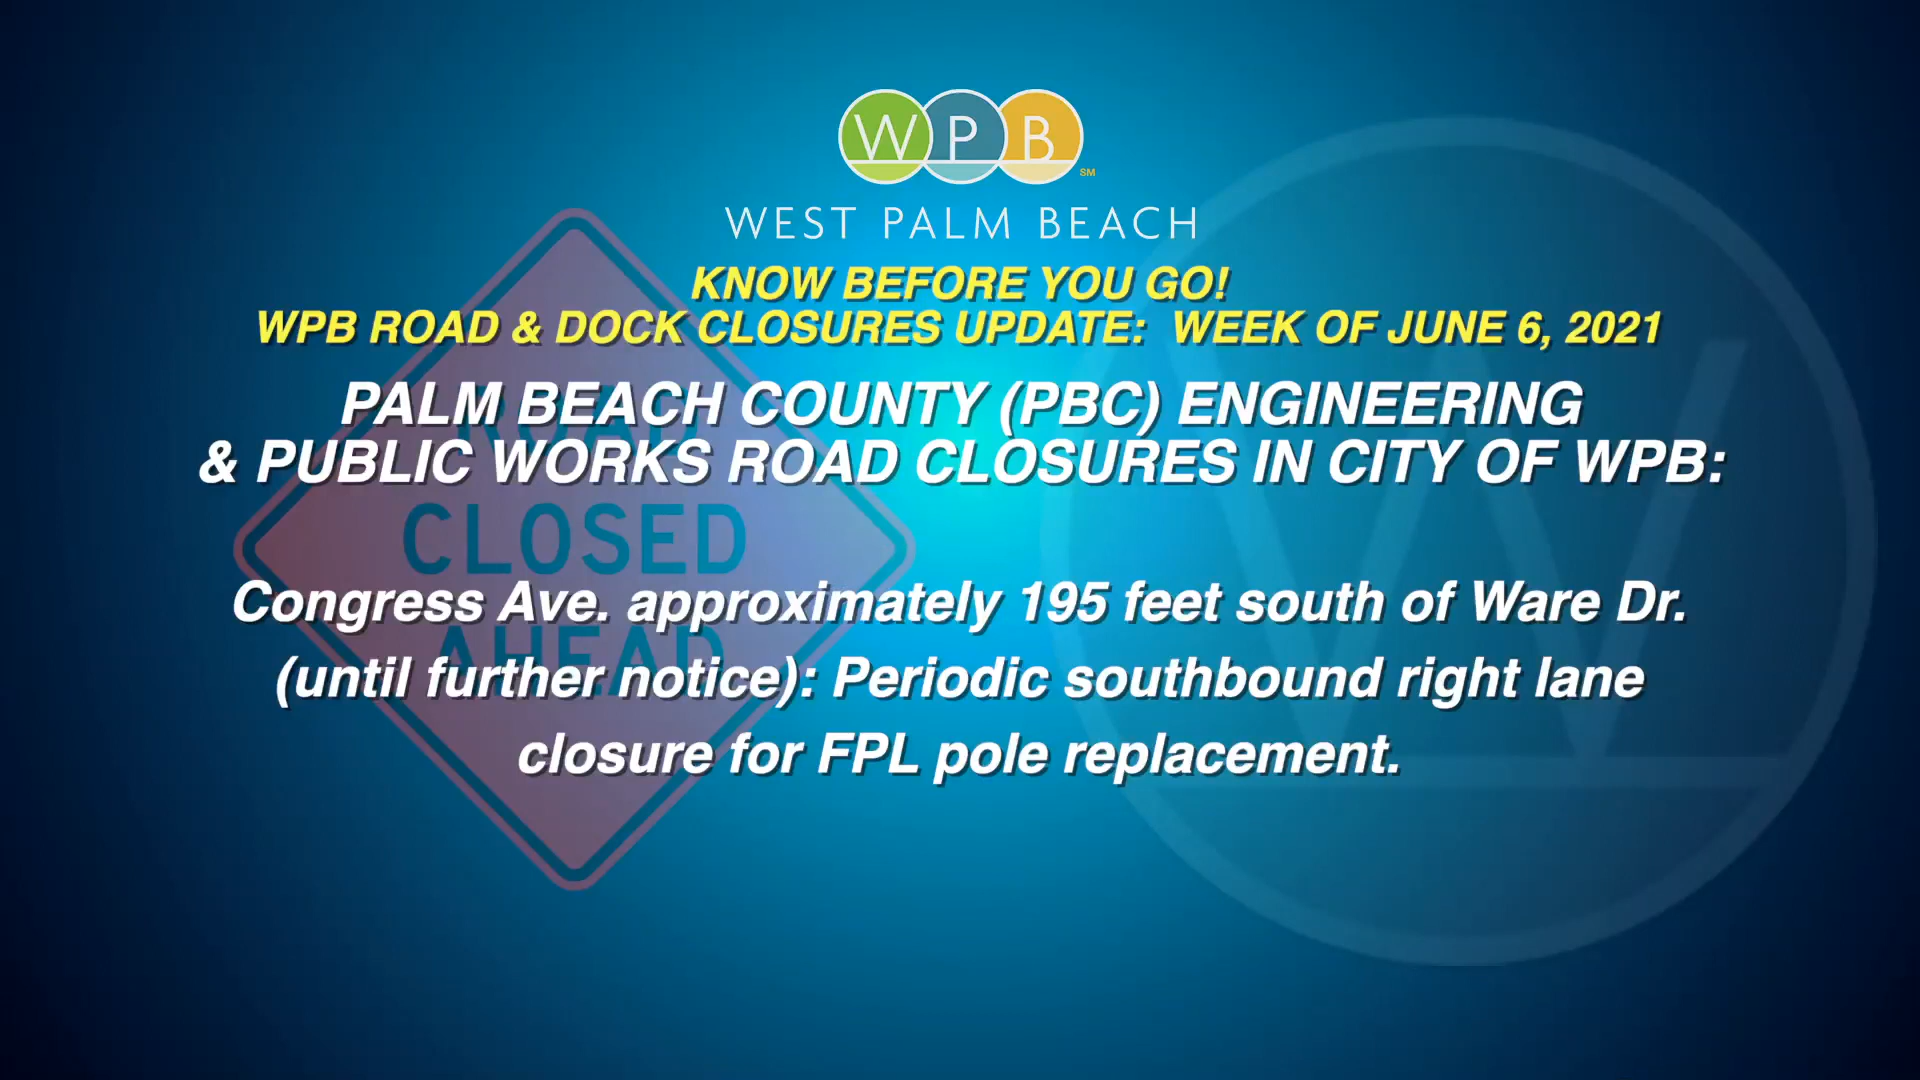 WPB
SM
WEST PALM BEACH
KNOW BEFORE YOU GO!
WPB ROAD & DOCK CLOSURES UPDATE: WEEK OF JUNE 6, 2021
PALM BEACH COUNTY (PBC) ENGINEERING
& PUBLIC WORKS ROAD CLOSURES IN CITY OF WPB:
CLOSED
Congress Ave. approximately 195 feet south of Ware Dr.
AHEAD
(until further notice): Periodic southbound right lane
closure for FPL pole replacement.
W